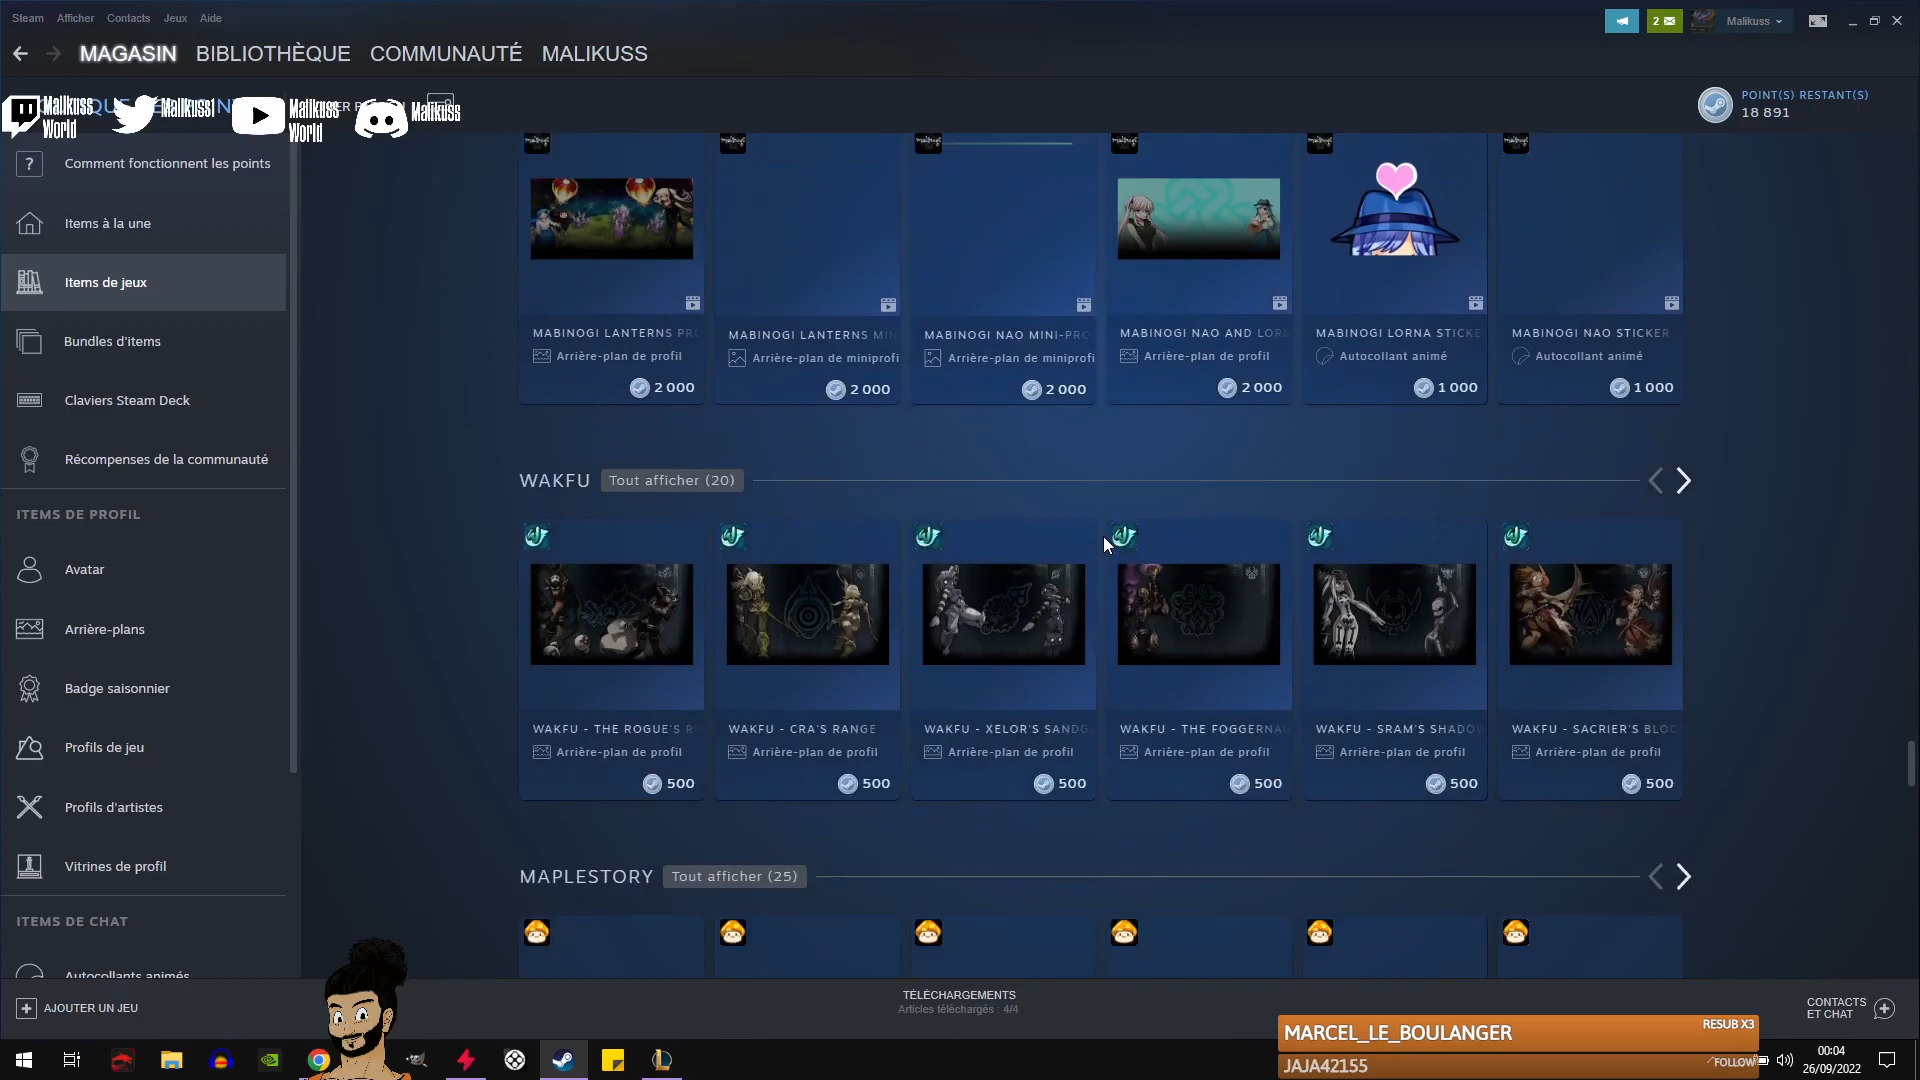 Steam Afficher Contacts Jeux Aide
2 Malikuss
MAGASIN BIBLIOTHÈQUE COMMUNAUTÉ MALIKUSS
Malikuss World
Malikuss1
Malikuss World
Malikuss
POINT(S) RESTANT(S)
18 891
Comment fonctionnent les points
Items à la une
Items de jeux
Bundles d'items
Claviers Steam Deck
Récompenses de la communauté
ITEMS DE PROFIL
Avatar
Arrière-plans
Badge saisonnier
Profils de jeu
Profils d'artistes
Vitrines de profil
ITEMS DE CHAT
Autocollants animés
MABINOGI LANTERNS PRO
Arrière-plan de profil
2 000
MABINOGI LANTERNS MIN
Arrière-plan de miniprofi
2 000
MABINOGI NAO MINI-PRO
Arrière-plan de miniprofi
2 000
MABINOGI NAO AND LORN
Arrière-plan de profil
2 000
MABINOGI LORNA STICKE
Autocollant animé
1 000
MABINOGI NAO STICKER
Autocollant animé
1 000
WAKFU Tout afficher (20)
WAKFU - THE ROGUE'S
Arrière-plan de profil
500
WAKFU - CRA'S RANGE
Arrière-plan de profil
500
WAKFU - XELOR'S SANDG
Arrière-plan de profil
500
WAKFU - THE FOGGERNAU
Arrière-plan de profil
500
WAKFU - SRAM'S SHADOW
Arrière-plan de profil
500
WAKFU - SACRIER'S BLOO
Arrière-plan de profil
500
MAPLESTORY Tout afficher (25)
AJOUTER UN JEU
TÉLÉCHARGEMENTS
Articles téléchargés : 4/4
CONTACTS
ET CHAT
MARCEL_LE_BOULANGER RESUB X3
JAJA42155 FOLLOW
00:04
26/09/2022